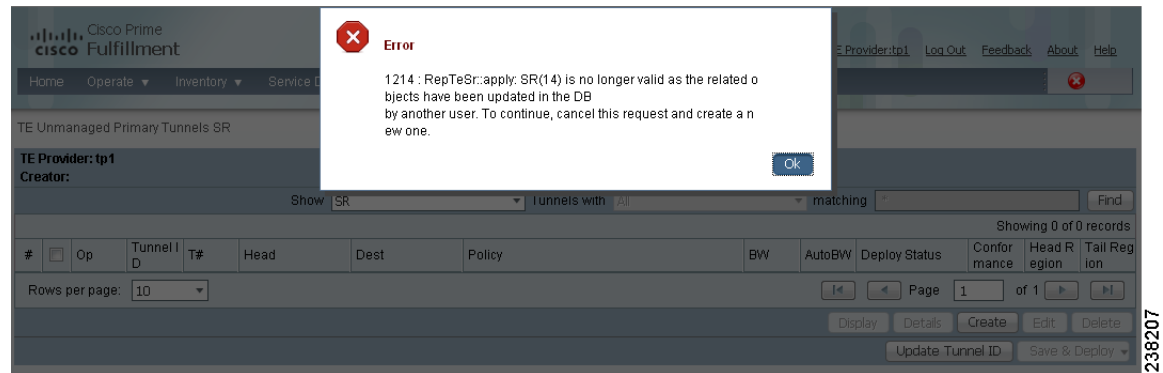 Cisco Prime
cisco Fulfillment
E Provider:tp1 Log Out Feedback About Help
Home Operate Inventory Service D
Error
1214 : RepTeSr::apply: SR(14) is no longer valid as the related o
bjects have been updated in the DB
by another user. To continue, cancel this request and create a n
ew one.
Ok
TE Unmanaged Primary Tunnels SR
TE Provider: tp1
Creator:
Show SR Tunnels with All matching * Find
Showing 0 of 0 records
# Op Tunnel I
D T# Head Dest Policy BW AutoBW Deploy Status Confor
mance Head R
egion Tail Reg
ion
Rows per page: 10 Page 1 of 1
Display Details Create Edit Delete
Update Tunnel ID Save & Deploy
238207